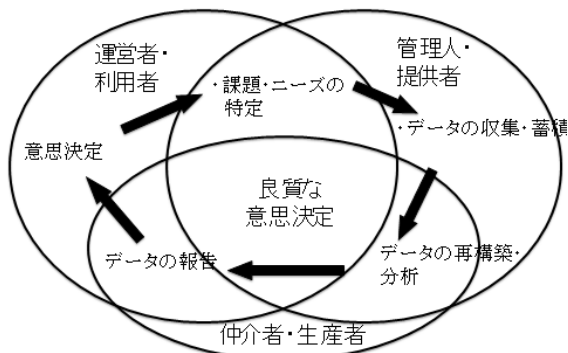 運営者・
利用者
管理人・
提供者
・課題・ニーズの
特定
・データの収集・蓄積
意思決定
良質な
意思決定
データの再構築・
分析
データの報告
仲介者・生産者